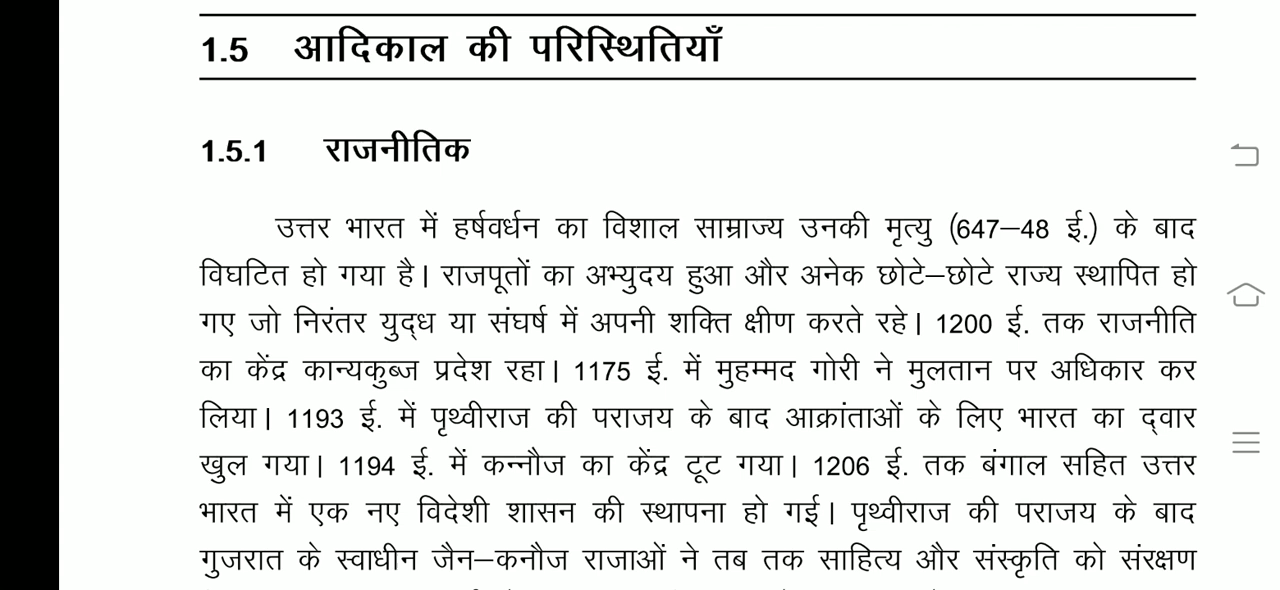 1.5 आदिकाल की परिस्थितियाँ
1.5.1 राजनीतिक
उत्तर भारत में हर्षवर्धन का विशाल साम्राज्य उनकी मृत्यु (647–48 ई.) के बाद
विघटित हो गया है। राजपूतों का अभ्युदय हुआ और अनेक छोटे–छोटे राज्य स्थापित हो
गए जो निरंतर युद्ध या संघर्ष में अपनी शक्ति क्षीण करते रहे। 1200 ई. तक राजनीति
का केंद्र कान्यकुब्ज प्रदेश रहा। 1175 ई. में मुहम्मद गोरी ने मुलतान पर अधिकार कर
लिया। 1193 ई. में पृथ्वीराज की पराजय के बाद आक्रांताओं के लिए भारत का द्वार
खुल गया। 1194 ई. में कन्नौज का केंद्र टूट गया। 1206 ई. तक बंगाल सहित उत्तर
भारत में एक नए विदेशी शासन की स्थापना हो गई। पृथ्वीराज की पराजय के बाद
गुजरात के स्वाधीन जैन–कनौज राजाओं ने तब तक साहित्य और संस्कृति को संरक्षण